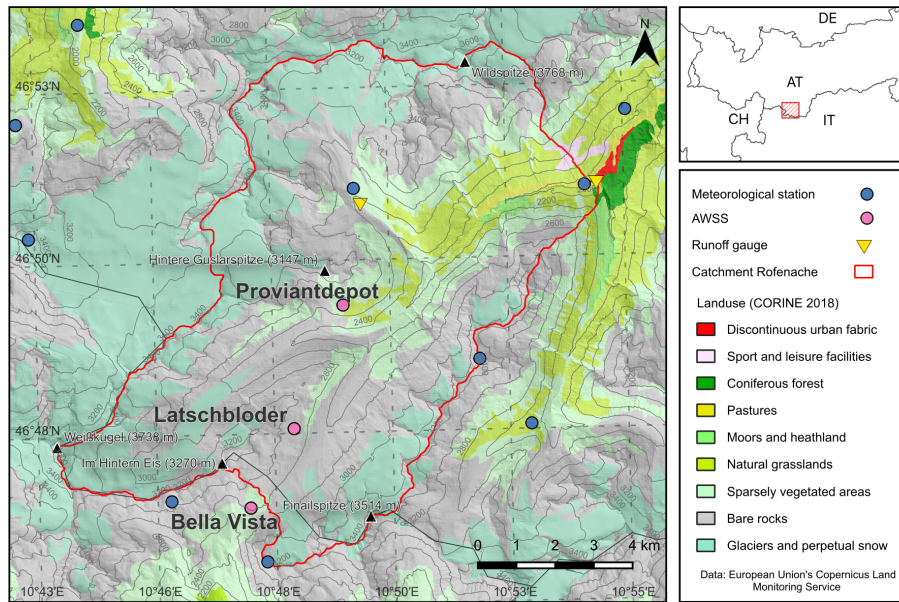 N
Wildspitze (3768 m)
46°53'N
46°50'N
Hintere Guslarspitze (3147 m)
Proviantdepot
Latschbloder
46°48'N
Weißkugel (3738 m)
Im Hintern Eis (3270 m)
Bella Vista
Finailspitze (3514 m)
0 1 2 3 4 km
10°43'E 10°46'E 10°48'E 10°50'E 10°53'E 10°55'E
DE
AT
CH
IT
Meteorological station
AWSS
Runoff gauge
Catchment Rofenache
Landuse (CORINE 2018)
Discontinuous urban fabric
Sport and leisure facilities
Coniferous forest
Pastures
Moors and heathland
Natural grasslands
Sparsely vegetated areas
Bare rocks
Glaciers and perpetual snow
Data: European Union's Copernicus Land
Monitoring Service